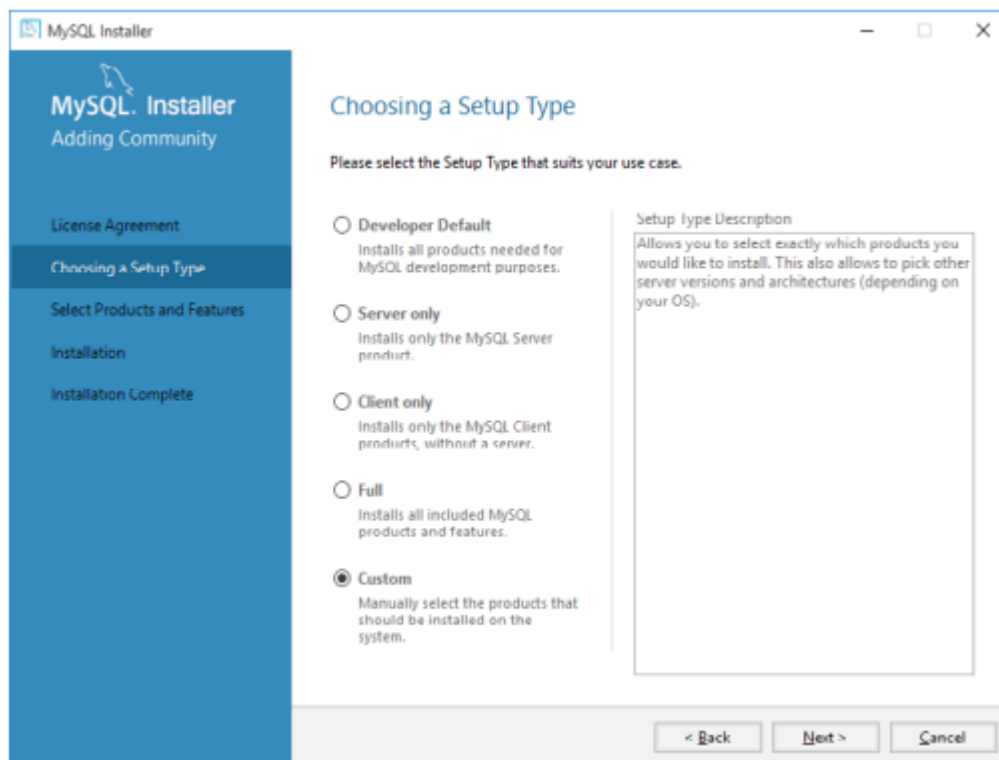 MySQL Installer
MySQL. Installer
Adding Community
License Agreement
Choosing a Setup Type
Select Products and Features
Installation
Installation Complete
Choosing a Setup Type
Please select the Setup Type that suits your use case.
Developer Default
Installs all products needed for
MySQL development purposes.
Server only
Installs only the MySQL Server
product.
Client only
Installs only the MySQL Client
products, without a server.
Full
Installs all included MySQL
products and features.
Custom
Manually select the products that
should be installed on the
system.
Setup Type Description
Allows you to select exactly which products you
would like to install. This also allows to pick other
server versions and architectures (depending on
your OS).
< Back
Next >
Cancel